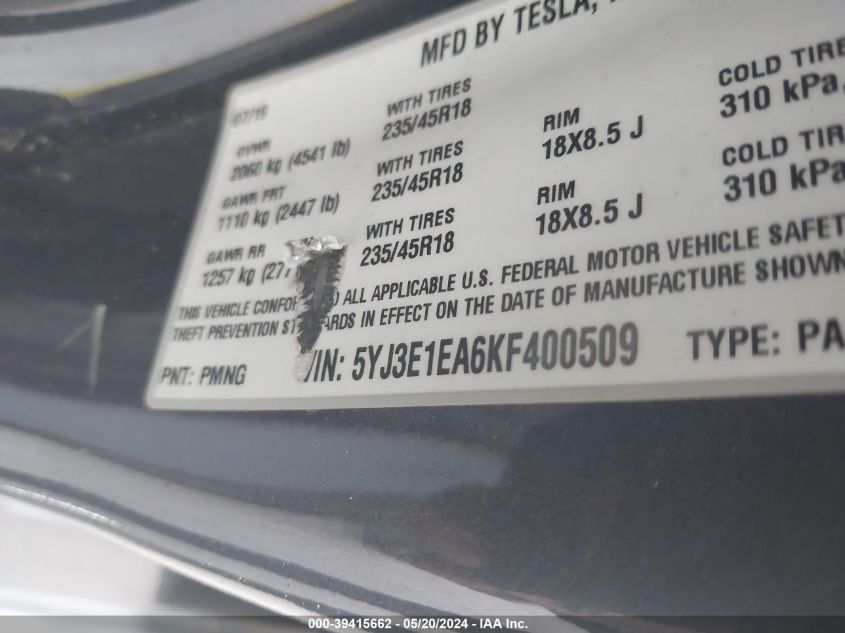 MFD BY TESLA,
07/19
GVWR
2060 kg (4541 lb)
WITH TIRES
235/45R18
RIM
18X8.5 J
COLD TIRE
310 kPa,
GAWR FRT
1110 kg (2447 lb)
WITH TIRES
235/45R18
RIM
18X8.5 J
COLD TIR
310 kPa
GAWR RR
1257 kg (277
WITH TIRES
235/45R18
THIS VEHICLE CONFOR O ALL APPLICABLE U.S. FEDERAL MOTOR VEHICLE SAFET
THEFT PREVENTION ST ARDS IN EFFECT ON THE DATE OF MANUFACTURE SHOWN
PNT: PMNG
VIN: 5YJ3E1EA6KF400509
TYPE: PA
000-39415662 - 05/20/2024 - IAA Inc.